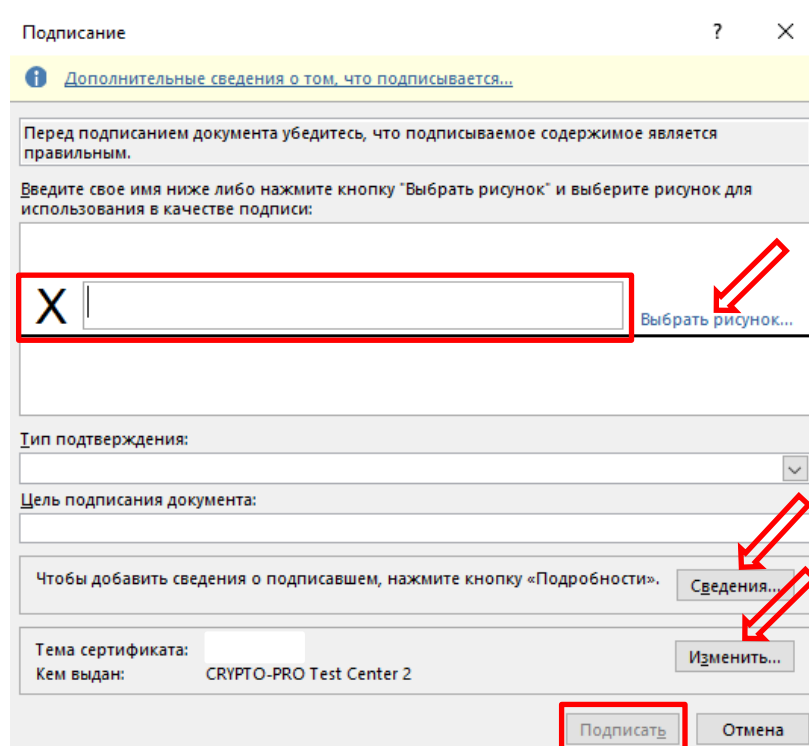 Подписание ?
Дополнительные сведения о том, что подписывается...
Перед подписанием документа убедитесь, что подписываемое содержимое является
правильным.
Введите свое имя ниже либо нажмите кнопку "Выбрать рисунок" и выберите рисунок для
использования в качестве подписи:
X
Выбрать рисунок...
Тип подтверждения:
Цель подписания документа:
Чтобы добавить сведения о подписавшем, нажмите кнопку «Подробности».
Сведения...
Тема сертификата:
Изменить...
Кем выдан: CRYPTO-PRO Test Center 2
Подписать Отмена